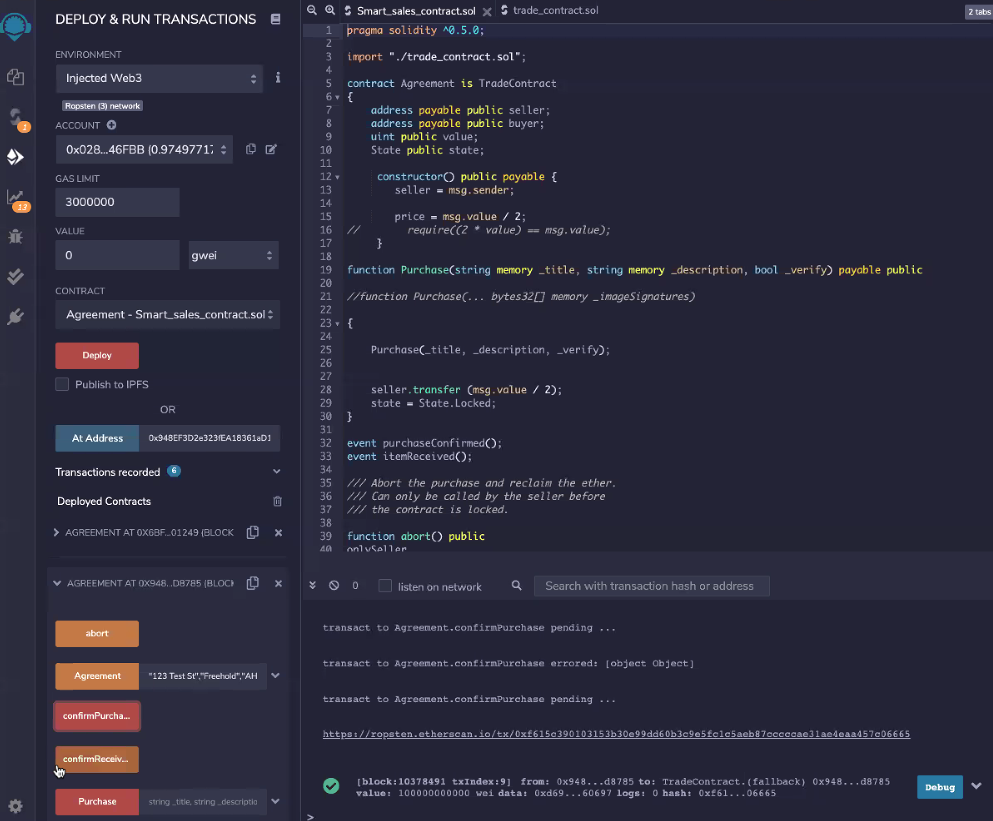 DEPLOY & RUN TRANSACTIONS
ENVIRONMENT
Injected Web3
Ropsten (3) network
ACCOUNT
0x028...46FBB (0.97497717
GAS LIMIT
3000000
VALUE
0
gwei
CONTRACT
Agreement - Smart_sales_contract.sol
Deploy
Publish to IPFS
OR
At Address
0x948EF3D2e323fEA18361aD1
Transactions recorded 6
Deployed Contracts
AGREEMENT AT 0X6BF...01249 (BLOCK
AGREEMENT AT 0X948...D8785 (BLOCK
abort
Agreement "123 Test St","Freehold","AH
confirmPurcha...
confirmReceiv...
Purchase string _title, string _descriptio
1
13
Smart_sales_contract.sol
trade_contract.sol
2 tabs
1 pragma solidity ^0.5.0;
2
3 import "./trade_contract.sol";
4
5 contract Agreement is TradeContract
6 {
7 address payable public seller;
8 address payable public buyer;
9 uint public value;
10 State public state;
11
12 constructor() public payable {
13 seller = msg.sender;
14
15 price = msg.value / 2;
16 // require((2 * value) == msg.value);
17 }
18
19 function Purchase(string memory _title, string memory _description, bool _verify) payable public
20
21 //function Purchase(... bytes32[] memory _imageSignatures)
22
23 {
24
25 Purchase(_title, _description, _verify);
26
27
28 seller.transfer (msg.value / 2);
29 state = State.Locked;
30 }
31
32 event purchaseConfirmed();
33 event itemReceived();
34
35 /// Abort the purchase and reclaim the ether.
36 /// Can only be called by the seller before
37 /// the contract is locked.
38
39 function abort() public
40 onlySeller
0
listen on network
Search with transaction hash or address
transact to Agreement.confirmPurchase pending ...
transact to Agreement.confirmPurchase errored: [object Object]
transact to Agreement.confirmPurchase pending ...
https://ropsten.etherscan.io/tx/0xf615c390103153b30e99dd60b3c9e5fc1c5aeb87cccccae31ae4eaa457c06665
[block:10378491 txIndex:9] from: 0x948...d8785 to: TradeContract.(fallback) 0x948...d8785
value: 100000000000 wei data: 0xd69...60697 logs: 0 hash: 0xf61...06665
Debug
>